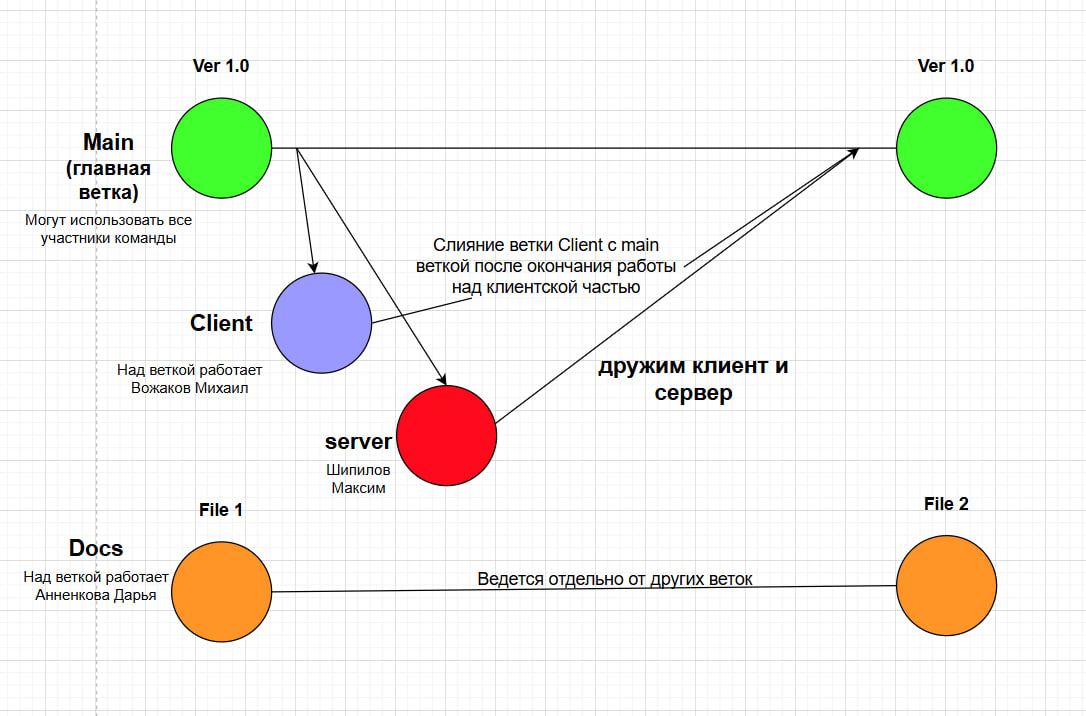 Ver 1.0
Ver 1.0
Main
(главная
ветка)
Могут использовать все
участники команды
Слияние ветки Client с main
веткой после окончания работы
над клиентской частью
Client
Над веткой работает
Вожаков Михаил
дружим клиент и
сервер
server
Шипилов
Максим
File 1
File 2
Docs
Над веткой работает
Анненкова Дарья
Ведется отдельно от других веток